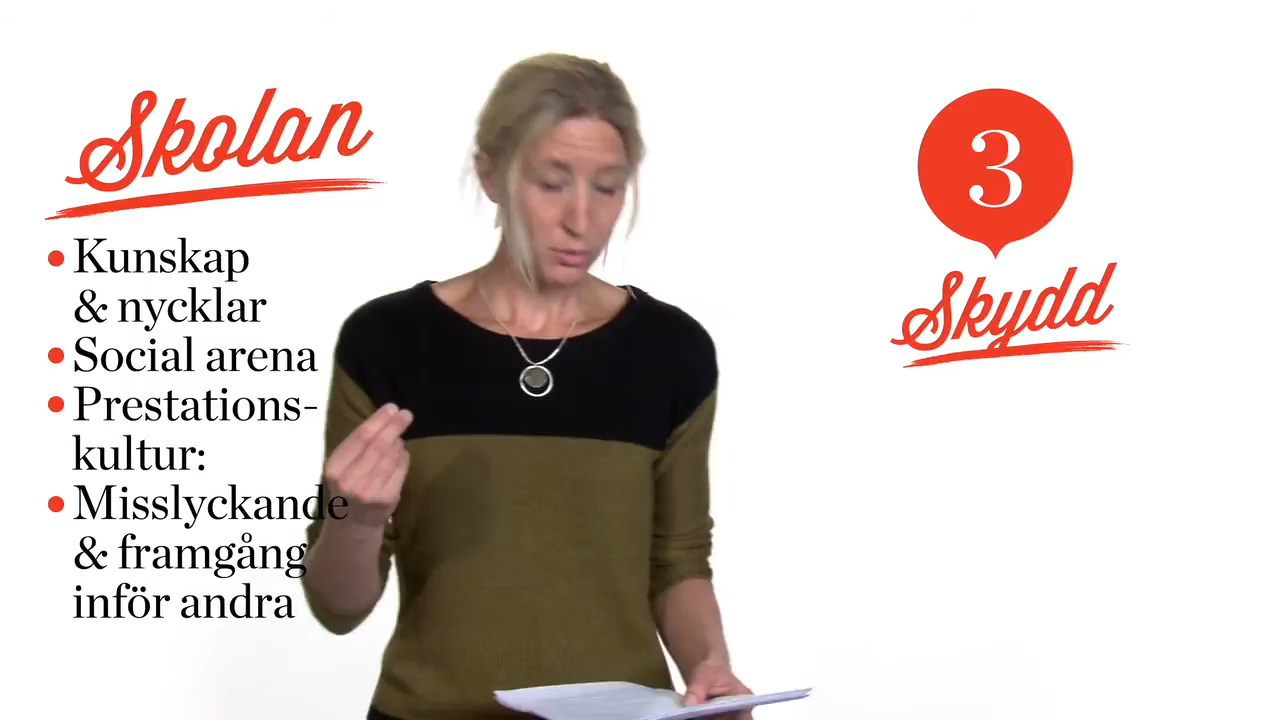 Skolan
• Kunskap
& nycklar
• Social arena
• Prestations-
kultur:
• Misslyckande
& framgång
inför andra
3
Skydd